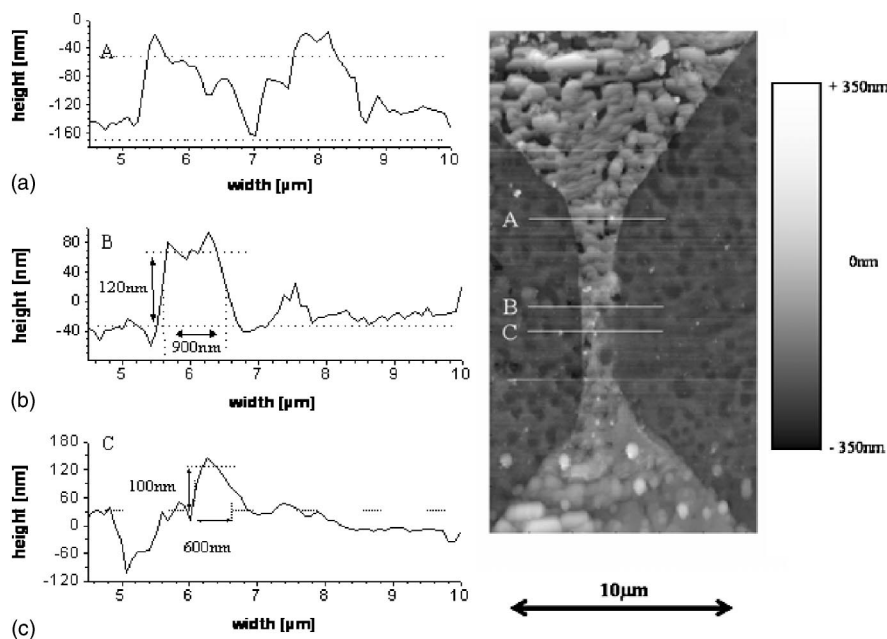 height [nm]
0
-40
-80
-120
-160
A
5 6 7 8 9 10
width [µm]
(a)
height [nm]
80
40
0
-40
-80
B
120nm
900nm
5 6 7 8 9 10
width [µm]
(b)
height [nm]
180
120
60
0
-60
-120
C
100nm
600nm
5 6 7 8 9 10
width [µm]
(c)
A
B
C
10µm
+ 350nm
0nm
- 350nm